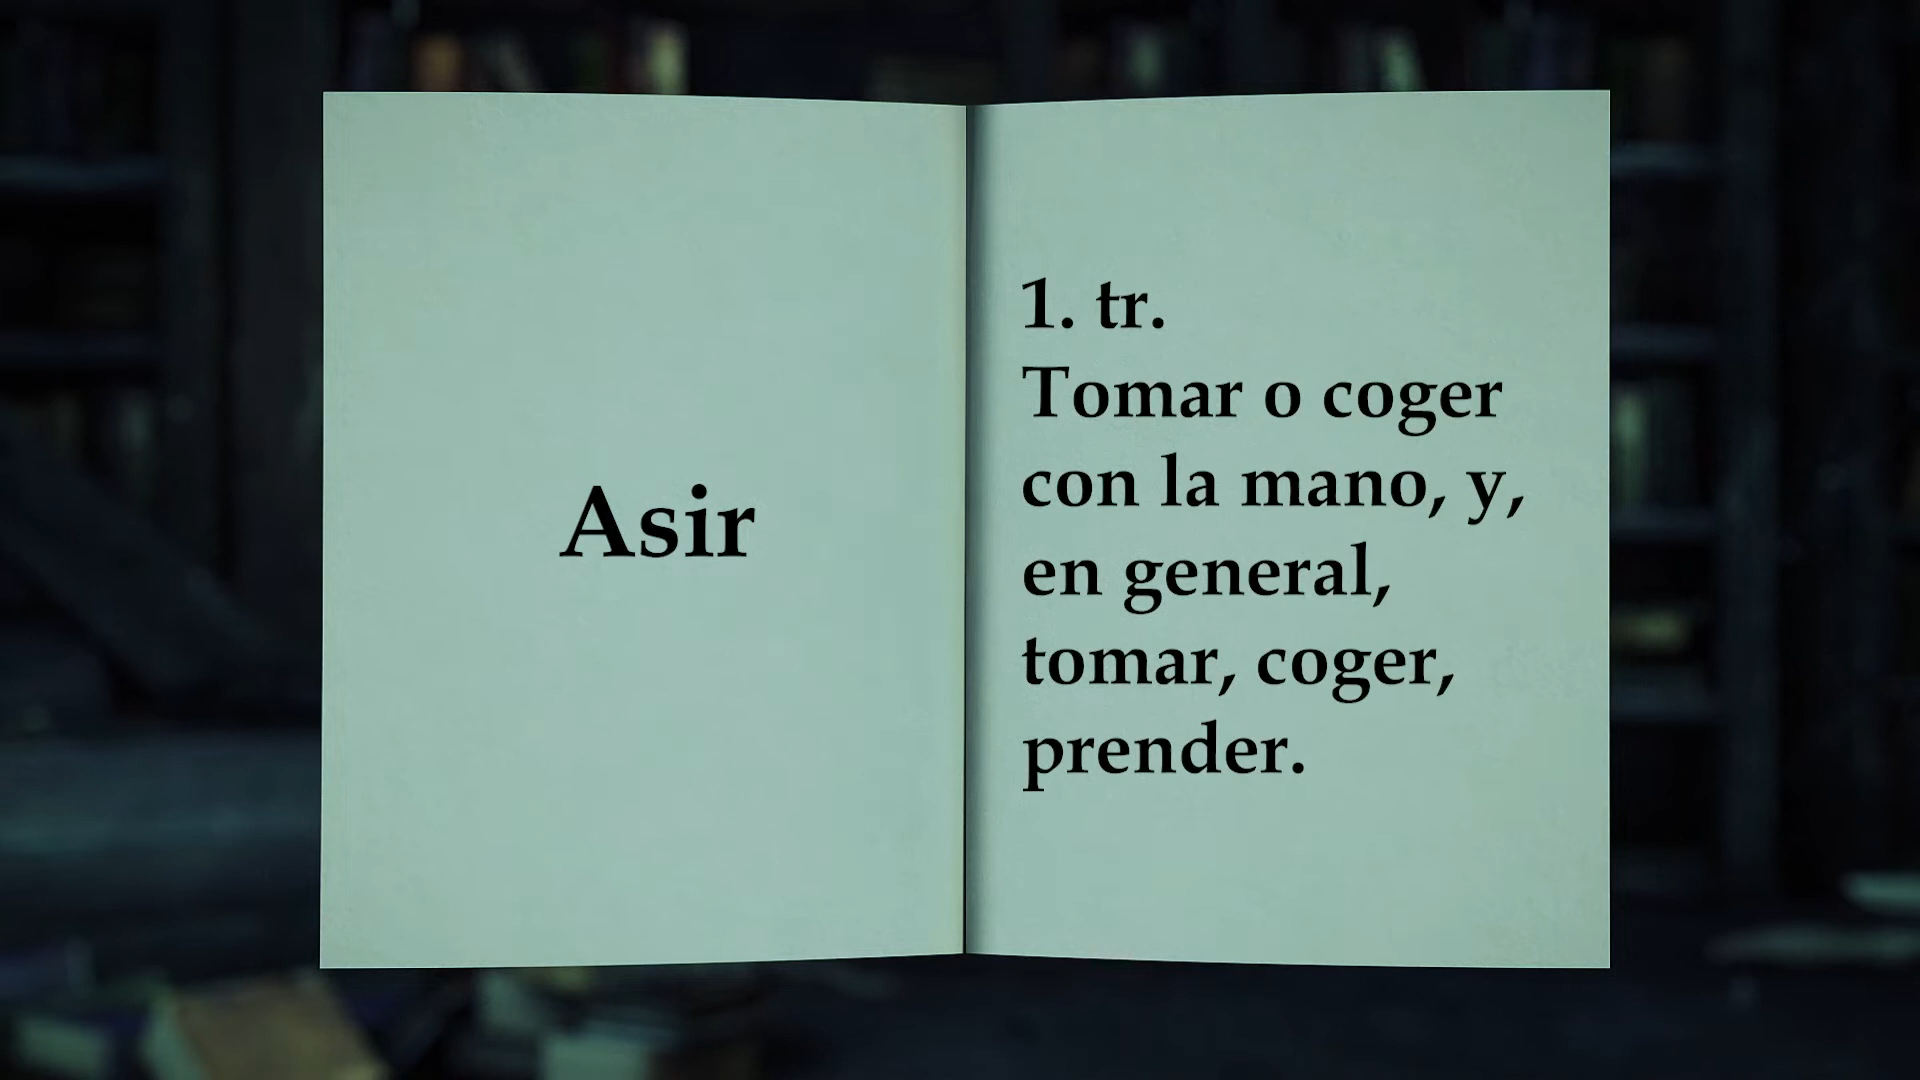 Asir
1. tr.
Tomar o coger
con la mano, y,
en general,
tomar, coger,
prender.